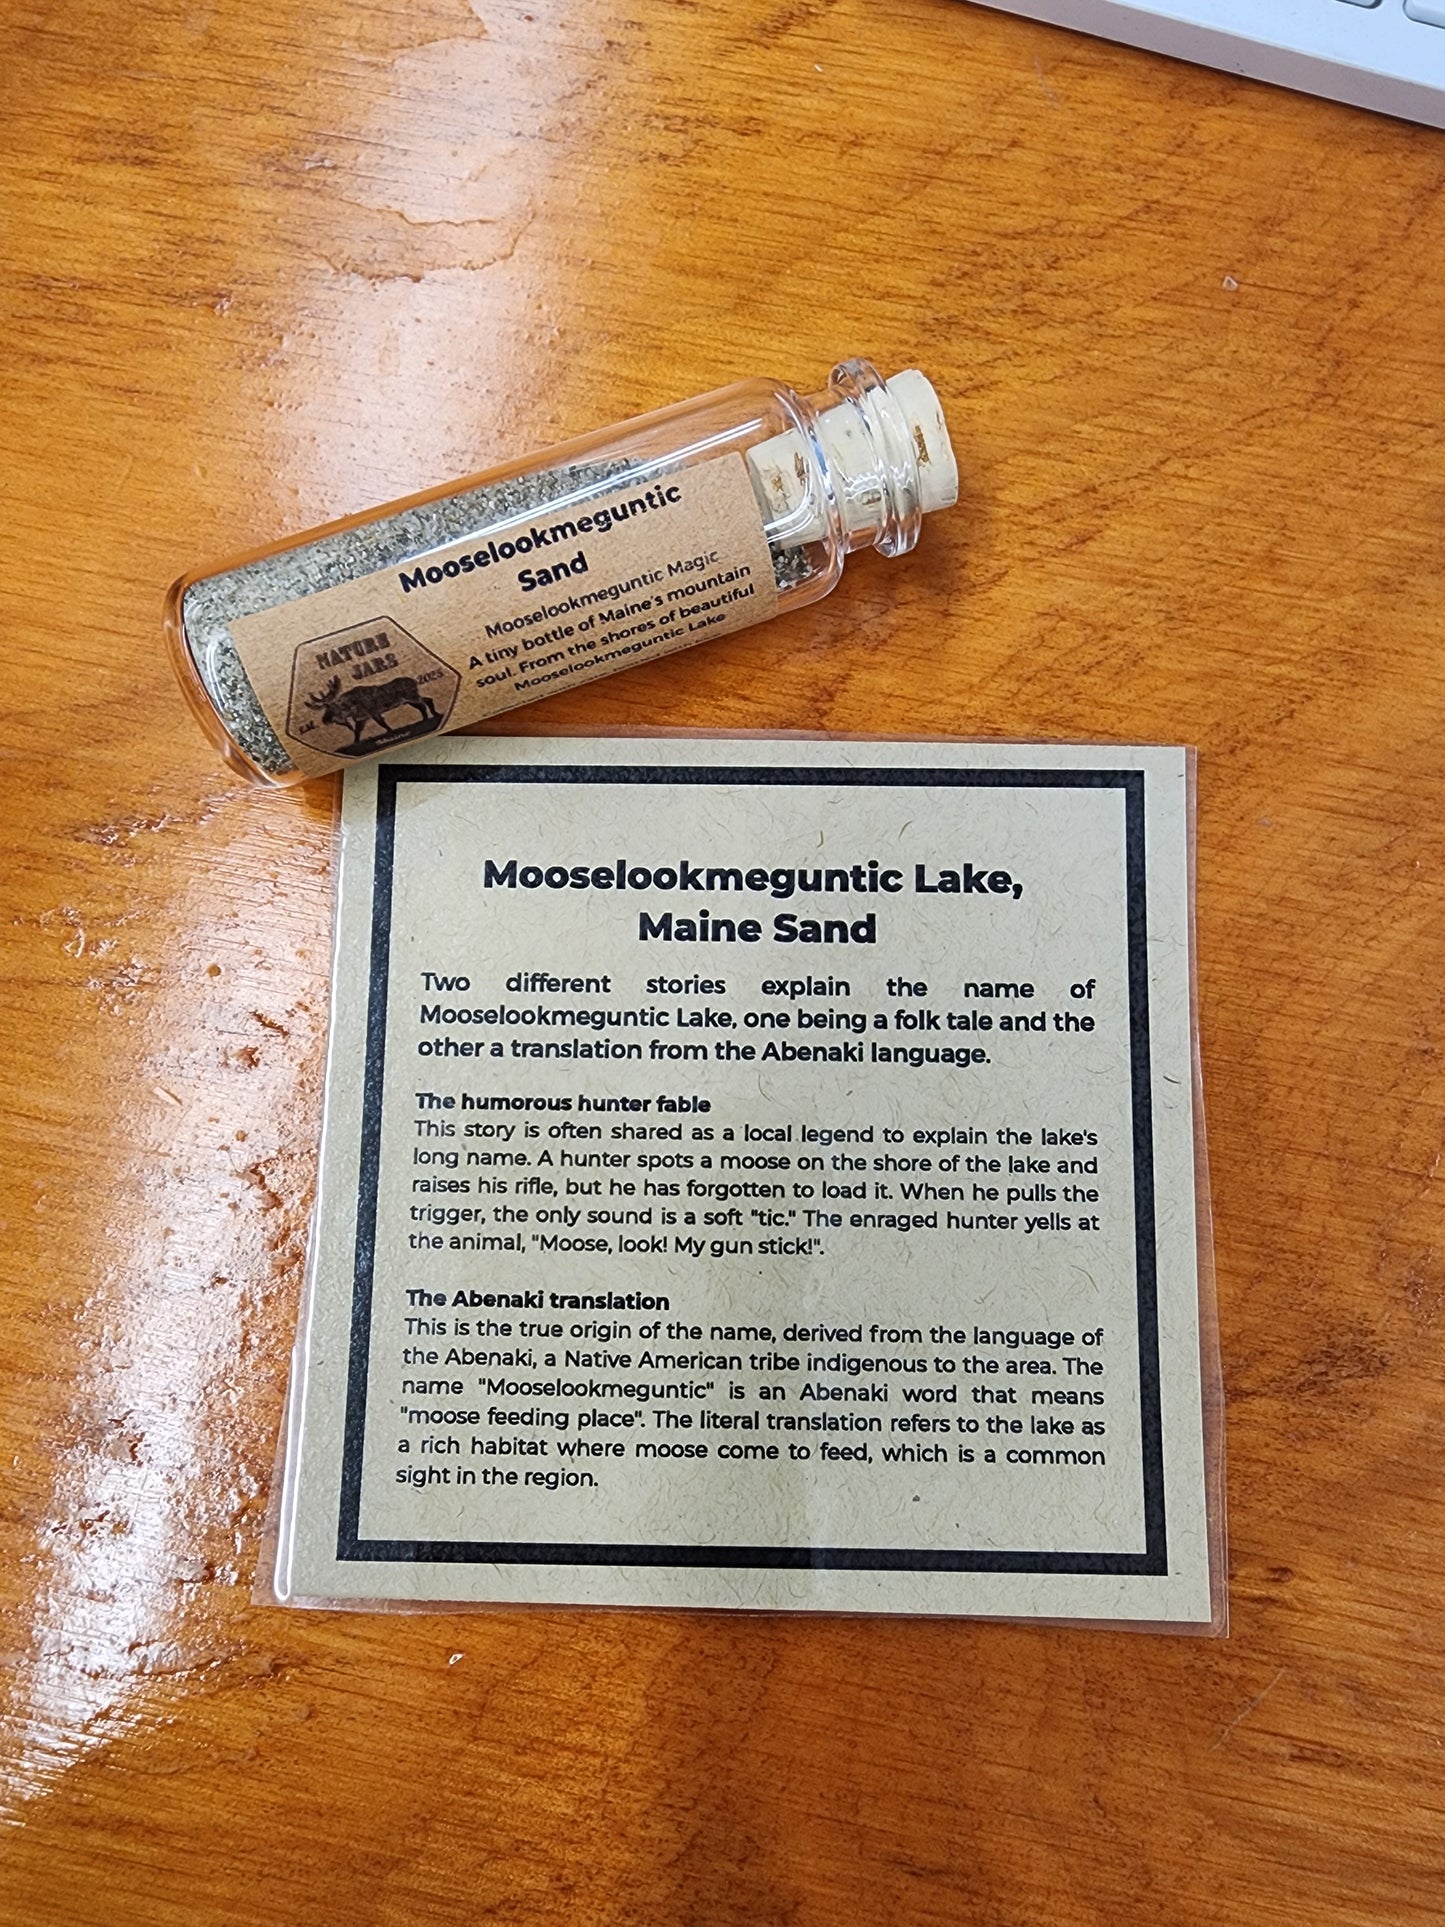 Mooselookmeguntic
Sand
Mooselookmeguntic Magic
A tiny bottle of Maine's mountain
soul. From the shores of beautiful
Mooselookmeguntic Lake
NATURE
JARS
2025
Maine
Mooselookmeguntic Lake,
Maine Sand
Two different stories explain the name of
Mooselookmeguntic Lake, one being a folk tale and the
other a translation from the Abenaki language.
The humorous hunter fable
This story is often shared as a local legend to explain the lake's
long name. A hunter spots a moose on the shore of the lake and
raises his rifle, but he has forgotten to load it. When he pulls the
trigger, the only sound is a soft "tic." The enraged hunter yells at
the animal, "Moose, look! My gun stick!".
The Abenaki translation
This is the true origin of the name, derived from the language of
the Abenaki, a Native American tribe indigenous to the area. The
name "Mooselookmeguntic" is an Abenaki word that means
"moose feeding place". The literal translation refers to the lake as
a rich habitat where moose come to feed, which is a common
sight in the region.